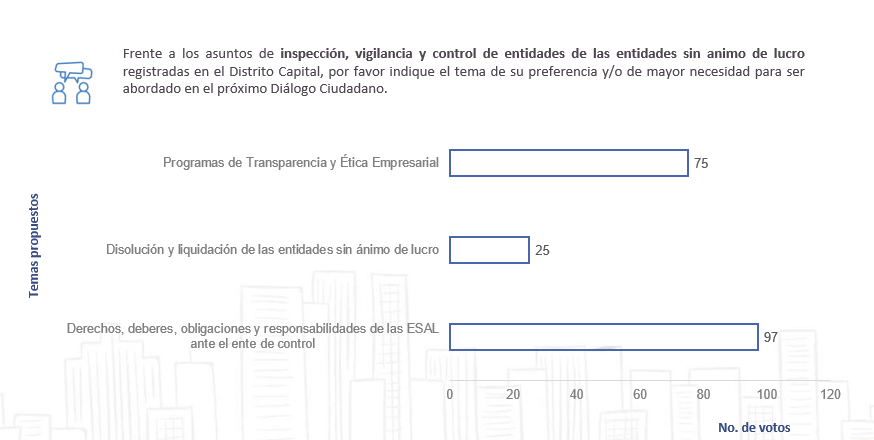 Frente a los asuntos de inspección, vigilancia y control de entidades de las entidades sin animo de lucro
registradas en el Distrito Capital, por favor indique el tema de su preferencia y/o de mayor necesidad para ser
abordado en el próximo Diálogo Ciudadano.
Temas propuestos
Programas de Transparencia y Ética Empresarial
75
Disolución y liquidación de las entidades sin ánimo de lucro
25
Derechos, deberes, obligaciones y responsabilidades de las ESAL
ante el ente de control
97
0 20 40 60 80 100 120
No. de votos